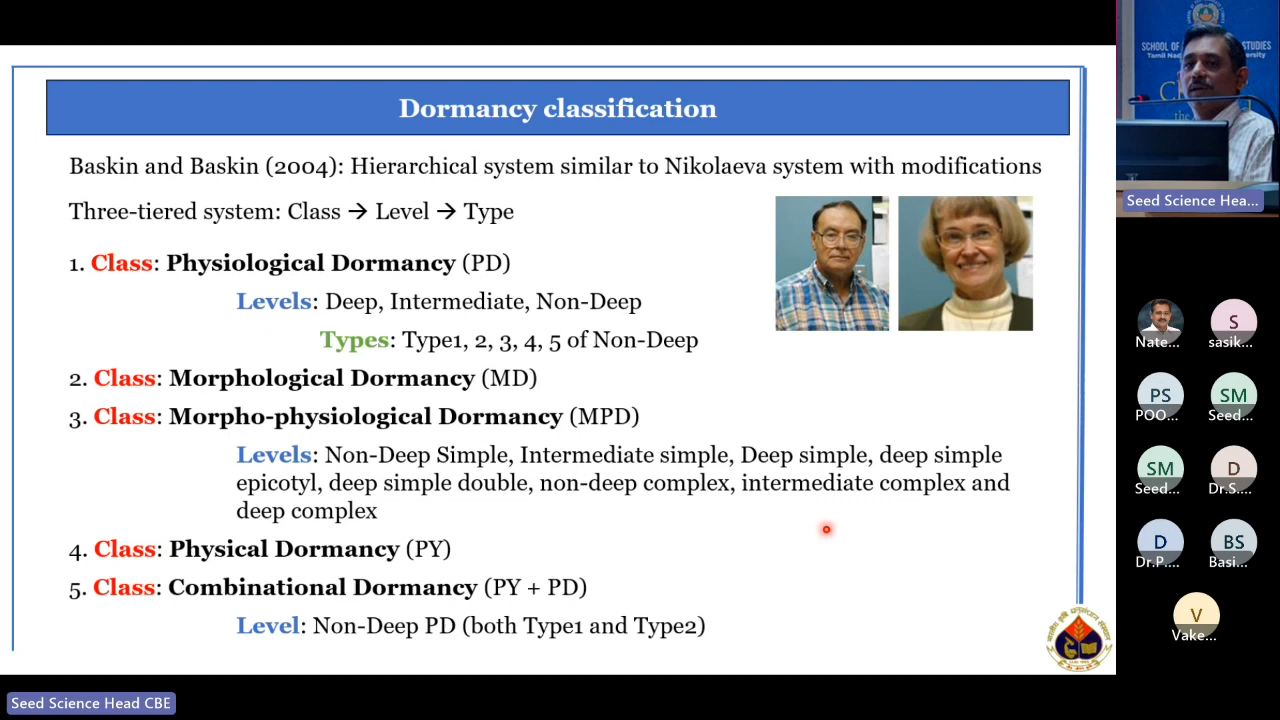 Dormancy classification
Baskin and Baskin (2004): Hierarchical system similar to Nikolaeva system with modifications
Three-tiered system: Class → Level → Type
1. Class: Physiological Dormancy (PD)
Levels: Deep, Intermediate, Non-Deep
Types: Type1, 2, 3, 4, 5 of Non-Deep
2. Class: Morphological Dormancy (MD)
3. Class: Morpho-physiological Dormancy (MPD)
Levels: Non-Deep Simple, Intermediate simple, Deep simple, deep simple
epicotyl, deep simple double, non-deep complex, intermediate complex and
deep complex
4. Class: Physical Dormancy (PY)
5. Class: Combinational Dormancy (PY + PD)
Level: Non-Deep PD (both Type1 and Type2)
Seed Science Head CBE
SCHOOL OF
STUDIES
Tamil Nad
Seed Science Hea...
Nate...
S
sasik...
PS
POO...
SM
Seed...
SM
Seed...
D
Dr.S....
D
Dr.P....
BS
Basi...
V
Vake...